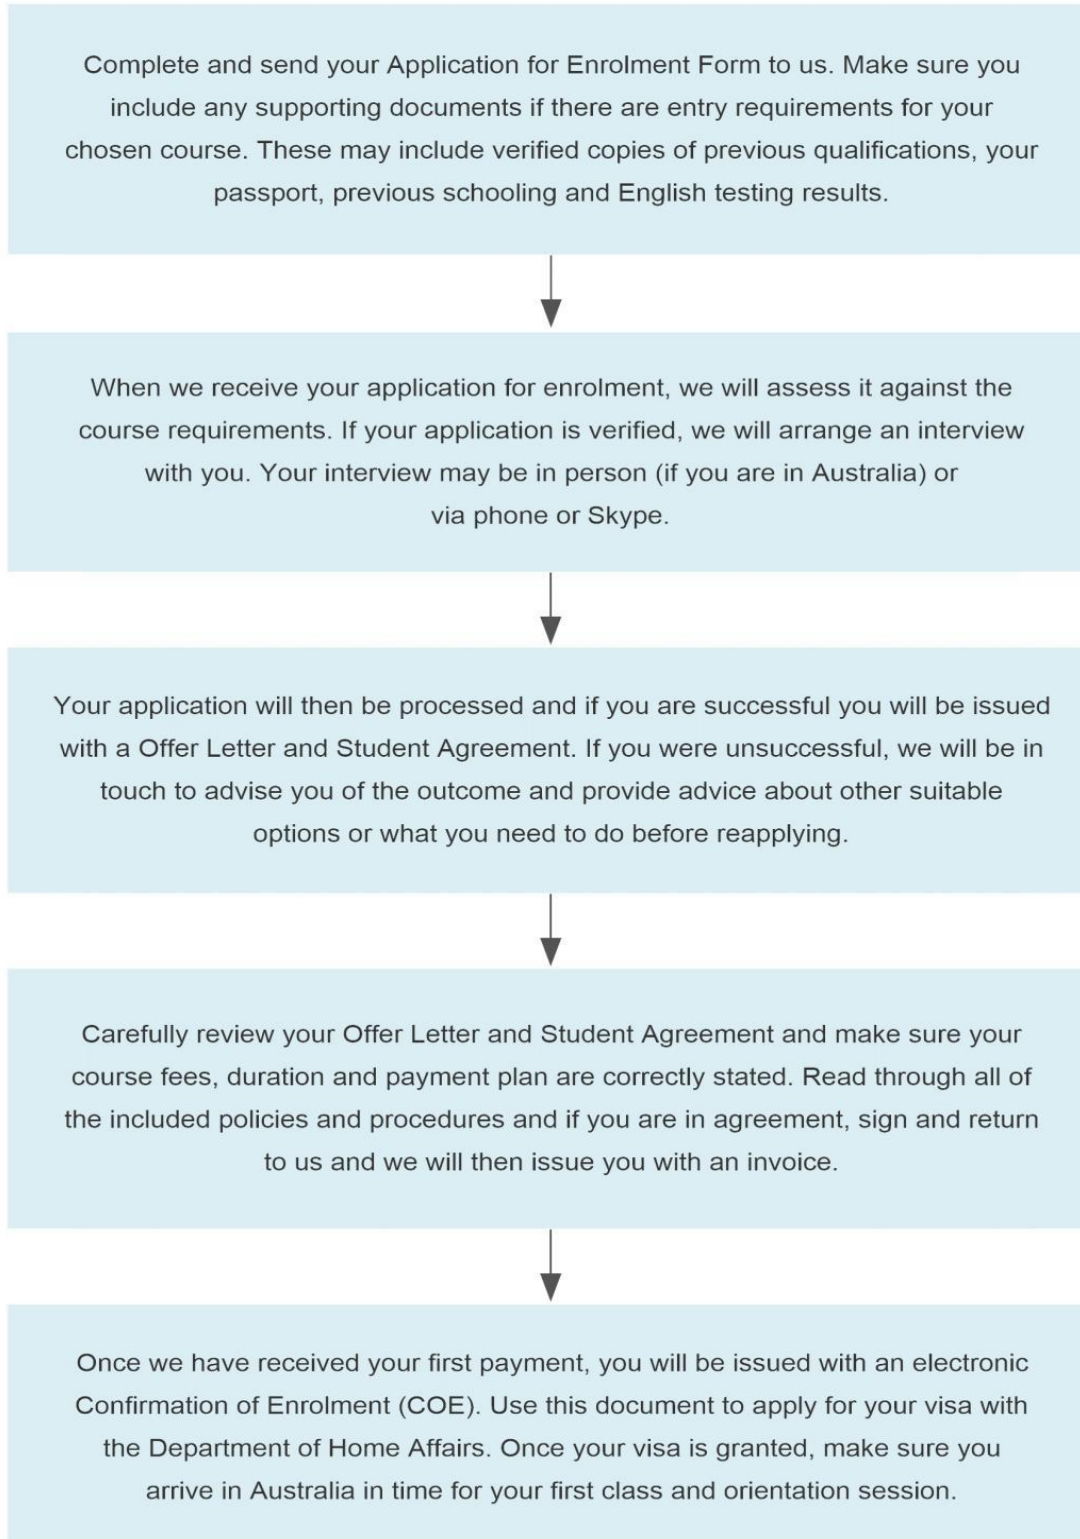 Complete and send your Application for Enrolment Form to us. Make sure you
include any supporting documents if there are entry requirements for your
chosen course. These may include verified copies of previous qualifications, your
passport, previous schooling and English testing results.
When we receive your application for enrolment, we will assess it against the
course requirements. If your application is verified, we will arrange an interview
with you. Your interview may be in person (if you are in Australia) or
via phone or Skype.
Your application will then be processed and if you are successful you will be issued
with a Offer Letter and Student Agreement. If you were unsuccessful, we will be in
touch to advise you of the outcome and provide advice about other suitable
options or what you need to do before reapplying.
Carefully review your Offer Letter and Student Agreement and make sure your
course fees, duration and payment plan are correctly stated. Read through all of
the included policies and procedures and if you are in agreement, sign and return
to us and we will then issue you with an invoice.
Once we have received your first payment, you will be issued with an electronic
Confirmation of Enrolment (COE). Use this document to apply for your visa with
the Department of Home Affairs. Once your visa is granted, make sure you
arrive in Australia in time for your first class and orientation session.